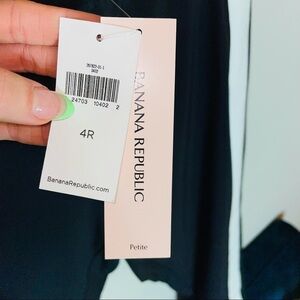 24703 10402 2
4R
BananaRepublic.com
BANANA REPUBLIC
Petite